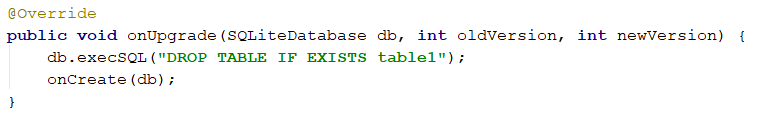 @Override
public void onUpgrade(SQLiteDatabase db, int oldVersion, int newVersion) {
    db.execSQL("DROP TABLE IF EXISTS table1");
    onCreate(db);
}